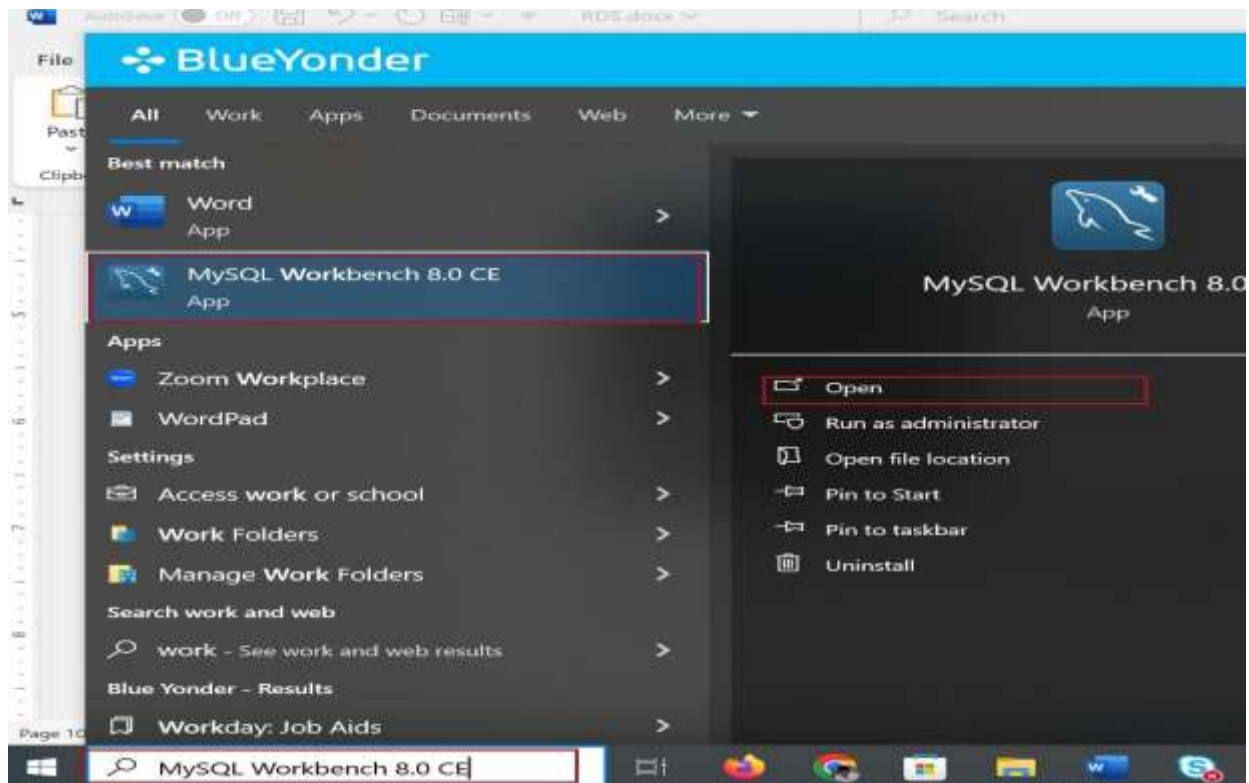 AutoSave Off RDS.docx Search
File
BlueYonder
Past
Clipb
All Work Apps Documents Web More
Best match
Word
App
MySQL Workbench 8.0 CE
App
Apps
Zoom Workplace
WordPad
Settings
Access work or school
Work Folders
Manage Work Folders
Search work and web
work - See work and web results
Blue Yonder - Results
Workday: Job Aids
MySQL Workbench 8.0
App
Open
Run as administrator
Open file location
Pin to Start
Pin to taskbar
Uninstall
5
6
7
8
Page 10
MySQL Workbench 8.0 CE